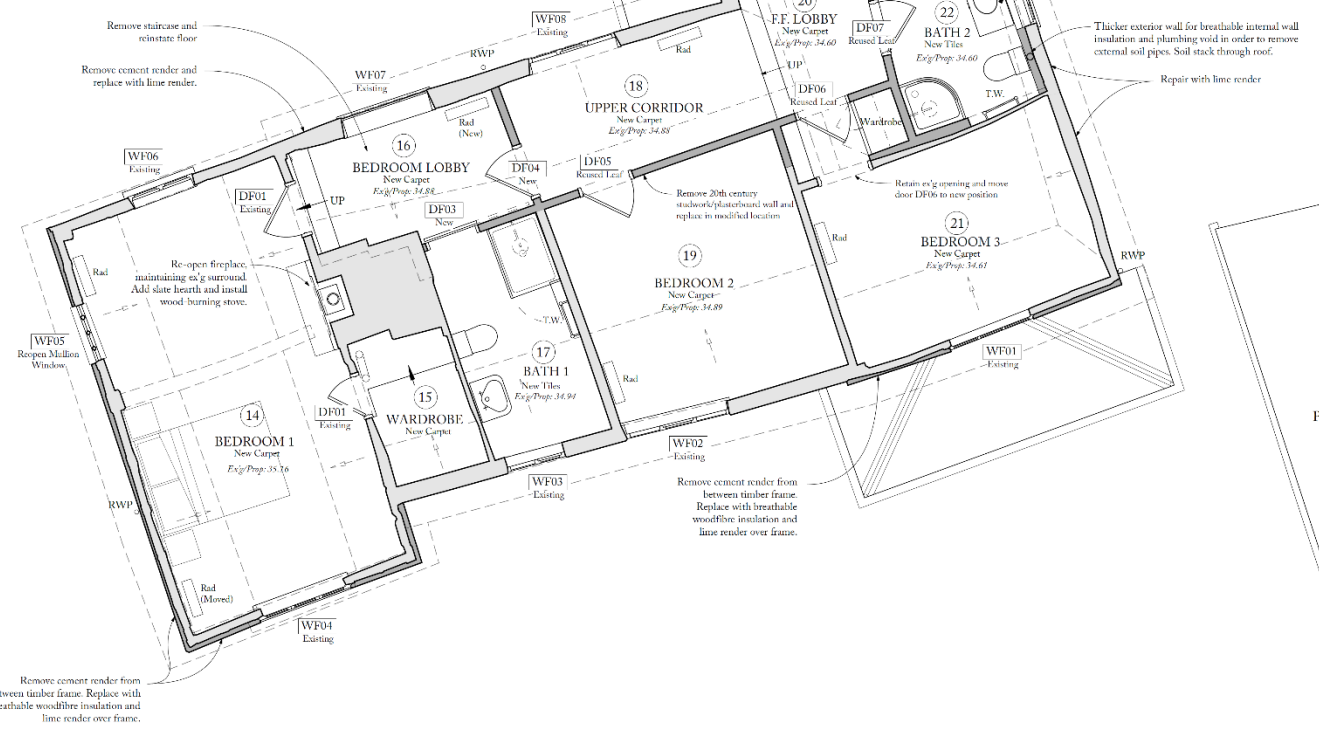 Remove staircase and
reinstate floor
Remove cement render and
replace with lime render.
WF08
Existing
RWP
WF07
Existing
Rad
(New)
Rad
18
UPPER CORRIDOR
New Carpet
Ex'g/Prop: 34.88
20
F.F. LOBBY
New Carpet
Ex'g/Prop: 34.60
UP
DF07
Reused Leaf
22
BATH 2
New Tiles
Ex'g/Prop: 34.60
T.W.
Thicker exterior wall for breathable internal wall
insulation and plumbing void in order to remove
external soil pipes. Soil stack through roof.
Repair with lime render
DF06
Reused Leaf
Wardrobe
WF06
Existing
16
BEDROOM LOBBY
New Carpet
Ex'g/Prop: 34.88
UP
DF01
Existing
DF04
New
DF05
Reused Leaf
DF03
New
Remove 20th century
studwork/plasterboard wall and
replace in modified location
Retain ex'g opening and move
door DF06 to new position
21
BEDROOM 3
New Carpet
Ex'g/Prop: 34.61
Rad
RWP
Rad
Re-open fireplace,
maintaining ex'g surround.
Add slate hearth and install
wood-burning stove.
19
BEDROOM 2
New Carpet
Ex'g/Prop: 34.89
T.W.
WF05
Reopen Mullion
Window
17
BATH 1
New Tiles
Ex'g/Prop: 34.94
Rad
WF01
Existing
15
WARDROBE
New Carpet
DF01
Existing
14
BEDROOM 1
New Carpet
Ex'g/Prop: 35.16
RWP
WF02
Existing
WF03
Existing
Remove cement render from
between timber frame.
Replace with breathable
woodfibre insulation and
lime render over frame.
Rad
(Moved)
WF04
Existing
Remove cement render from
tween timber frame. Replace with
eathable woodfibre insulation and
lime render over frame.